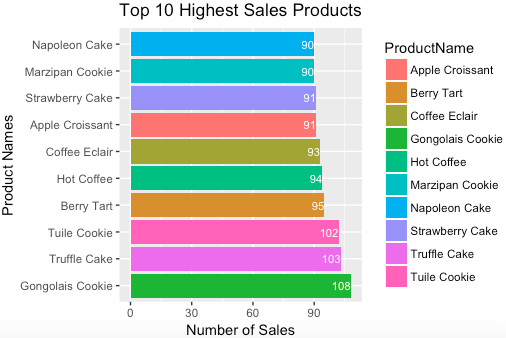 Top 10 Highest Sales Products
Product Names
Napoleon Cake 90
Marzipan Cookie 90
Strawberry Cake 91
Apple Croissant 91
Coffee Eclair 93
Hot Coffee 94
Berry Tart 95
Tuile Cookie 102
Truffle Cake 103
Gongolais Cookie 108
0 30 60 90
Number of Sales
ProductName
Apple Croissant
Berry Tart
Coffee Eclair
Gongolais Cookie
Hot Coffee
Marzipan Cookie
Napoleon Cake
Strawberry Cake
Truffle Cake
Tuile Cookie